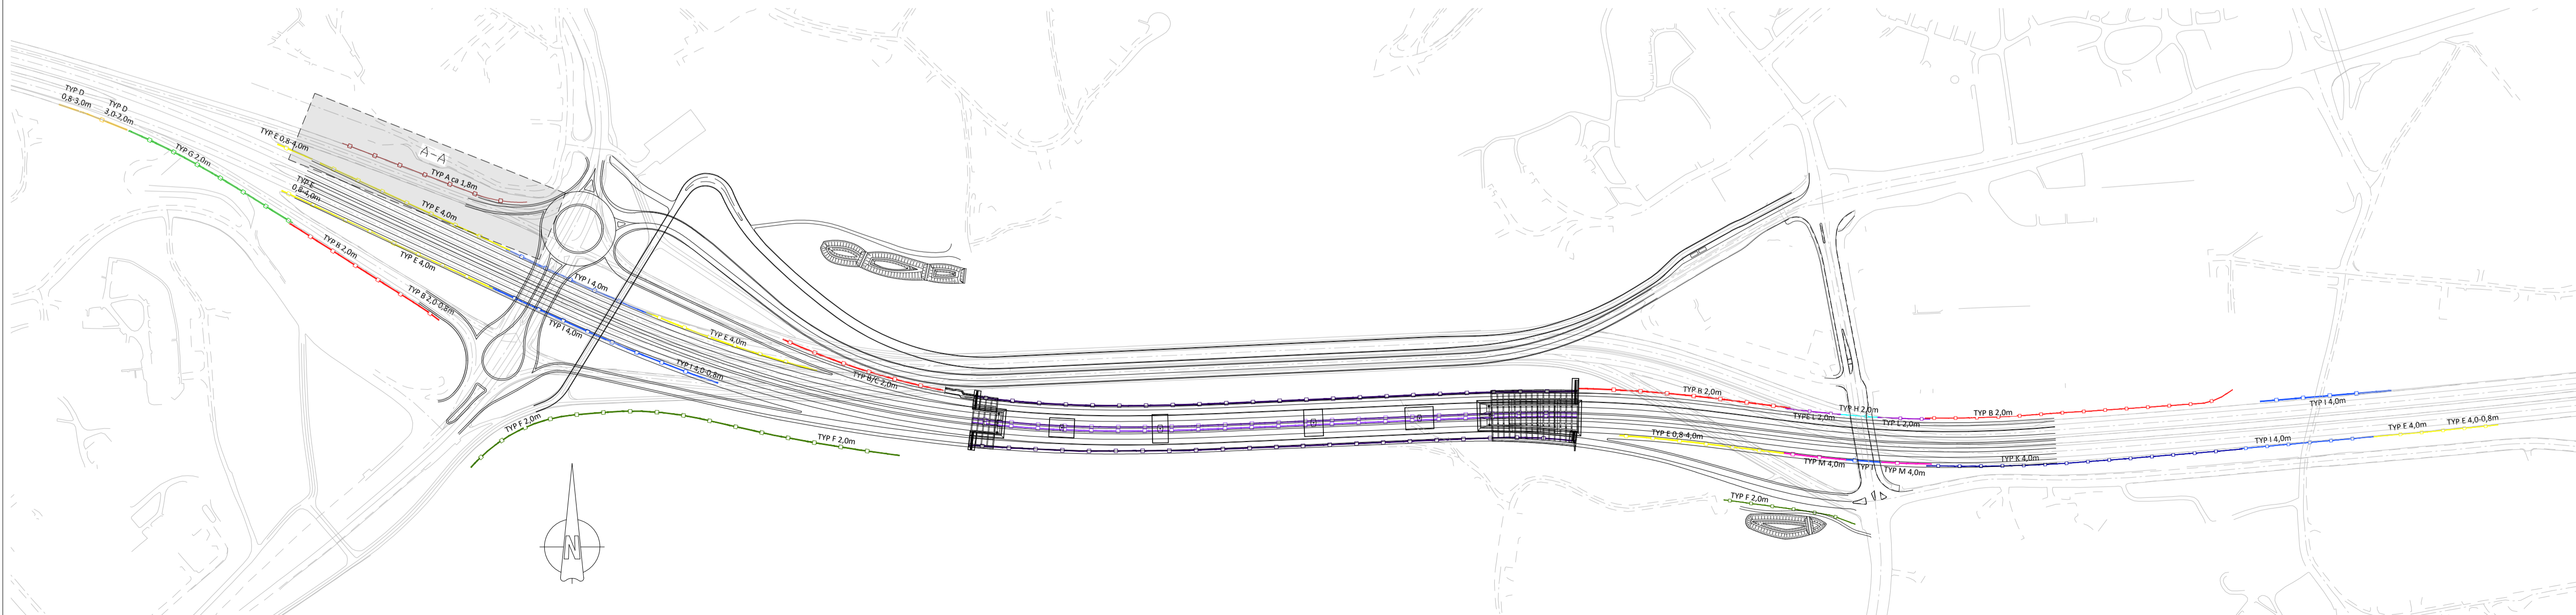 TYP D
0,8-3,0m
TYP D
3,0-2,0m
TYP G 2,0m
TYP E 0,8-4,0m
A-A
TYP A ca 1,8m
TYP E
0,8-4,0m
TYP E 4,0m
TYP B 2,0m
TYP E 4,0m
TYP B 2,0-0,8m
TYP I 4,0m
TYP I 4,0m
TYP E 4,0m
TYP I 4,0-0,8m
TYP B/C 2,0m
TYP F 2,0m
TYP F 2,0m
N
TYP B 2,0m
TYP H 2,0m
TYPE L 2,0m
TYP L 2,0m
TYP B 2,0m
TYP I 4,0m
TYP E 0,8-4,0m
TYP M 4,0m
TYP I
TYP M 4,0m
TYP K 4,0m
TYP I 4,0m
TYP E 4,0m
TYP E 4,0-0,8m
TYP F 2,0m